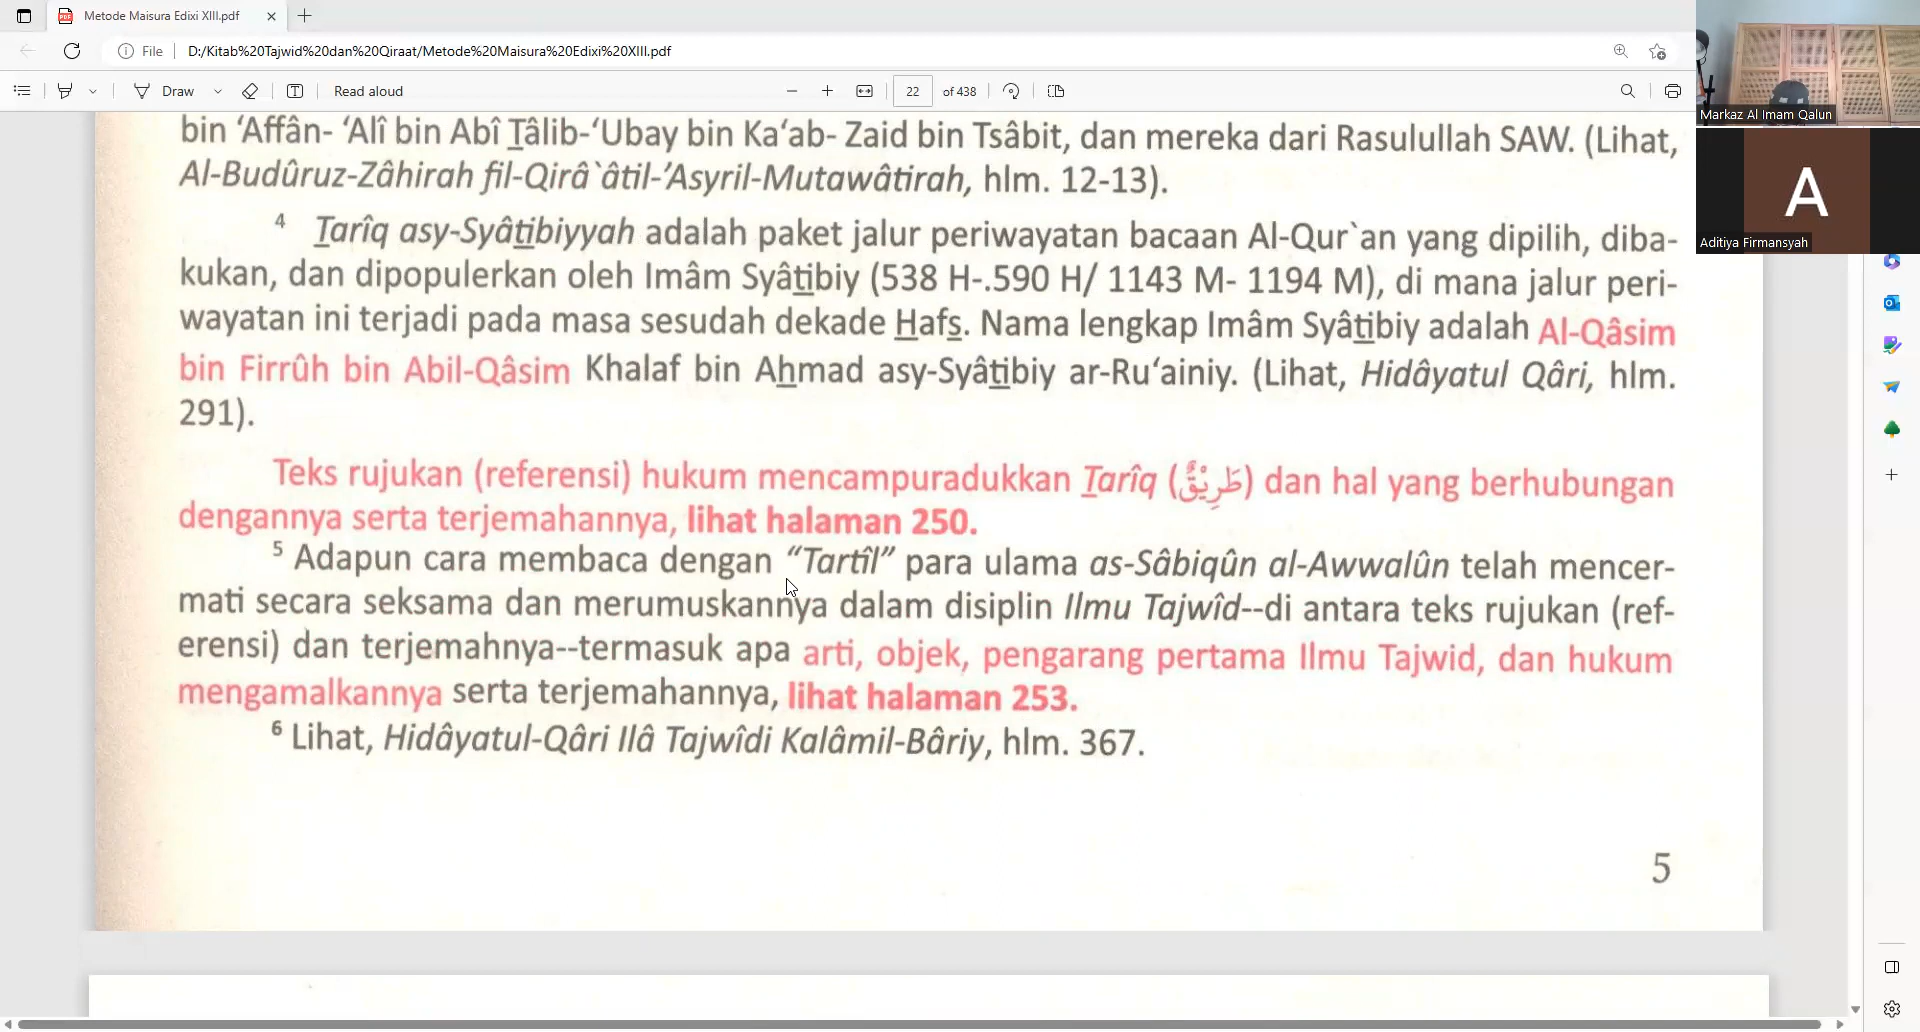 Metode Maisura Edixi XIII.pdf
File D:/Kitab%20Tajwid%20dan%20Qiraat/Metode%20Maisura%20Edixi%20XIII.pdf
Draw Read aloud 22 of 438
Markaz Al Imam Qalun
A
Aditiya Firmansyah
bin ‘Affân- ‘Alî bin Abî Tâlib-‘Ubay bin Ka‘ab- Zaid bin Tsâbit, dan mereka dari Rasulullah SAW. (Lihat,
Al-Budûruz-Zâhirah fil-Qirâ`âtil-’Asyril-Mutawâtirah, hlm. 12-13).
4 Tarîq asy-Syâtibiyyah adalah paket jalur periwayatan bacaan Al-Qur`an yang dipilih, diba-
kukan, dan dipopulerkan oleh Imâm Syâtibiy (538 H-.590 H/ 1143 M- 1194 M), di mana jalur peri-
wayatan ini terjadi pada masa sesudah dekade Hafs. Nama lengkap Imâm Syâtibiy adalah Al-Qâsim
bin Firrûh bin Abil-Qâsim Khalaf bin Ahmad asy-Syâtibiy ar-Ru‘ainiy. (Lihat, Hidâyatul Qâri, hlm.
291).
Teks rujukan (referensi) hukum mencampuradukkan Tarîq (طَرِيْقٌ) dan hal yang berhubungan
dengannya serta terjemahannya, lihat halaman 250.
5 Adapun cara membaca dengan “Tartîl” para ulama as-Sâbiqûn al-Awwalûn telah mencer-
mati secara seksama dan merumuskannya dalam disiplin Ilmu Tajwîd--di antara teks rujukan (ref-
erensi) dan terjemahnya--termasuk apa arti, objek, pengarang pertama Ilmu Tajwid, dan hukum
mengamalkannya serta terjemahannya, lihat halaman 253.
6 Lihat, Hidâyatul-Qâri Ilâ Tajwîdi Kalâmil-Bâriy, hlm. 367.
5